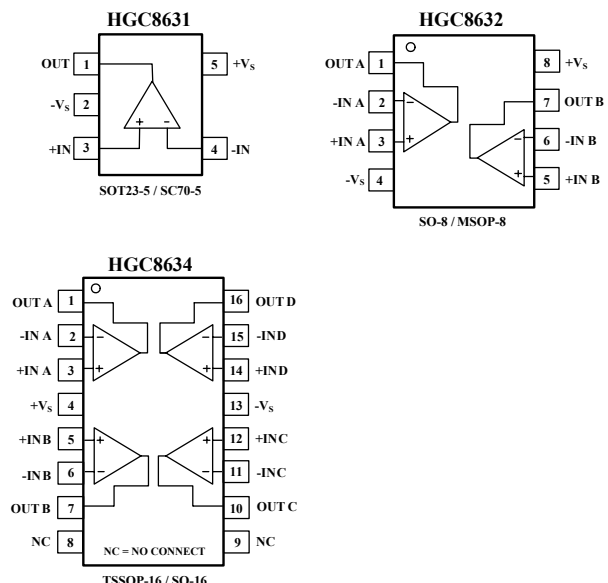 HGC8631
OUT 1 5 +VS
-VS 2
+IN 3 + − 4 -IN
SOT23-5 / SC70-5
HGC8632
OUT A 1 8 +VS
-IN A 2 − 7 OUT B
+IN A 3 + − 6 -IN B
-VS 4 + 5 +IN B
SO-8 / MSOP-8
HGC8634
OUT A 1 16 OUT D
-IN A 2 − − 15 -IND
+IN A 3 + + 14 +IND
+VS 4 13 -VS
+INB 5 + + 12 +INC
-INB 6 − − 11 -INC
OUT B 7 10 OUT C
NC 8 NC = NO CONNECT 9 NC
TSSOP-16 / SO-16